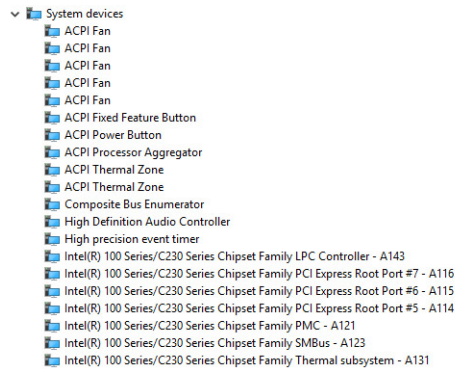 System devices
ACPI Fan
ACPI Fan
ACPI Fan
ACPI Fan
ACPI Fan
ACPI Fixed Feature Button
ACPI Power Button
ACPI Processor Aggregator
ACPI Thermal Zone
ACPI Thermal Zone
Composite Bus Enumerator
High Definition Audio Controller
High precision event timer
Intel(R) 100 Series/C230 Series Chipset Family LPC Controller - A143
Intel(R) 100 Series/C230 Series Chipset Family PCI Express Root Port #7 - A116
Intel(R) 100 Series/C230 Series Chipset Family PCI Express Root Port #6 - A115
Intel(R) 100 Series/C230 Series Chipset Family PCI Express Root Port #5 - A114
Intel(R) 100 Series/C230 Series Chipset Family PMC - A121
Intel(R) 100 Series/C230 Series Chipset Family SMBus - A123
Intel(R) 100 Series/C230 Series Chipset Family Thermal subsystem - A131